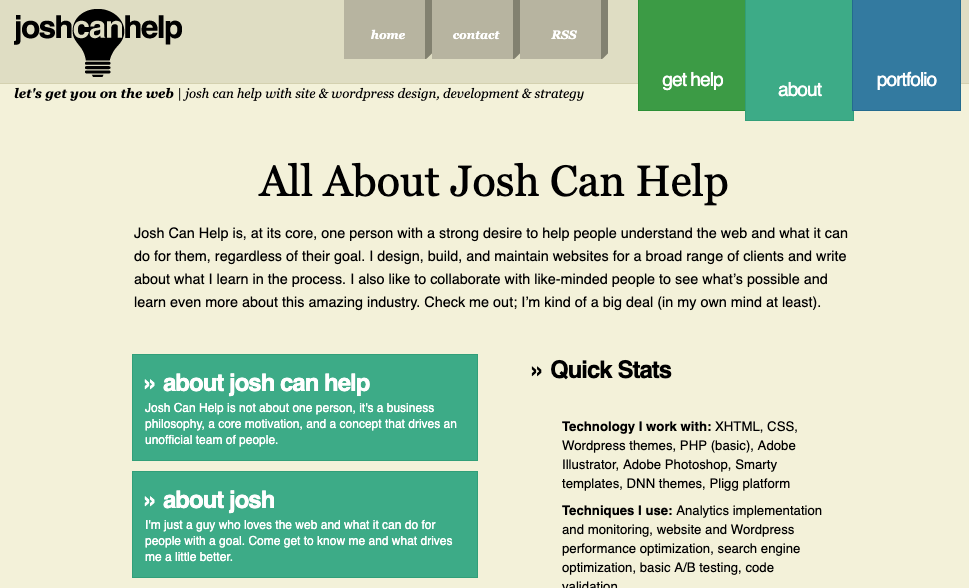 joshcanhelp
home contact RSS
get help about portfolio
let's get you on the web | josh can help with site & wordpress design, development & strategy
All About Josh Can Help
Josh Can Help is, at its core, one person with a strong desire to help people understand the web and what it can
do for them, regardless of their goal. I design, build, and maintain websites for a broad range of clients and write
about what I learn in the process. I also like to collaborate with like-minded people to see what’s possible and
learn even more about this amazing industry. Check me out; I’m kind of a big deal (in my own mind at least).
» about josh can help
Josh Can Help is not about one person, it’s a business
philosophy, a core motivation, and a concept that drives an
unofficial team of people.
» about josh
I’m just a guy who loves the web and what it can do for
people with a goal. Come get to know me and what drives
me a little better.
» Quick Stats
Technology I work with: XHTML, CSS,
Wordpress themes, PHP (basic), Adobe
Illustrator, Adobe Photoshop, Smarty
templates, DNN themes, Pligg platform
Techniques I use: Analytics implementation
and monitoring, website and Wordpress
performance optimization, search engine
optimization, basic A/B testing, code
validation